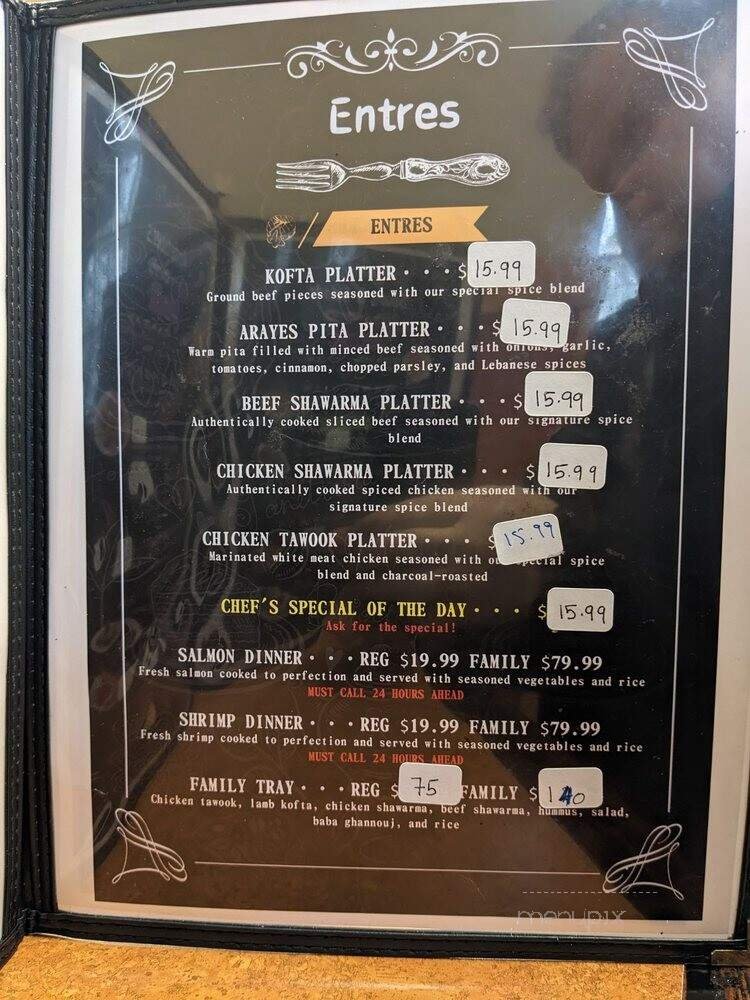 Entres
ENTRES
KOFTA PLATTER · · · $ 15.99
Ground beef pieces seasoned with our special spice blend
ARAYES PITA PLATTER · · · $ 15.99
Warm pita filled with minced beef seasoned with onions, garlic,
tomatoes, cinnamon, chopped parsley, and Lebanese spices
BEEF SHAWARMA PLATTER · · · $ 15.99
Authentically cooked sliced beef seasoned with our signature spice
blend
CHICKEN SHAWARMA PLATTER · · · $ 15.99
Authentically cooked spiced chicken seasoned with our
signature spice blend
CHICKEN TAWOOK PLATTER · · · $ 15.99
Marinated white meat chicken seasoned with our special spice
blend and charcoal-roasted
CHEF'S SPECIAL OF THE DAY · · · $ 15.99
Ask for the special!
SALMON DINNER · · · REG $19.99 FAMILY $79.99
Fresh salmon cooked to perfection and served with seasoned vegetables and rice
MUST CALL 24 HOURS AHEAD
SHRIMP DINNER · · · REG $19.99 FAMILY $79.99
Fresh shrimp cooked to perfection and served with seasoned vegetables and rice
MUST CALL 24 HOURS AHEAD
FAMILY TRAY · · · REG $ 75 FAMILY $
Chicken tawook, lamb kofta, chicken shawarma, beef shawarma, hummus, salad,
baba ghannouj, and rice
menupix